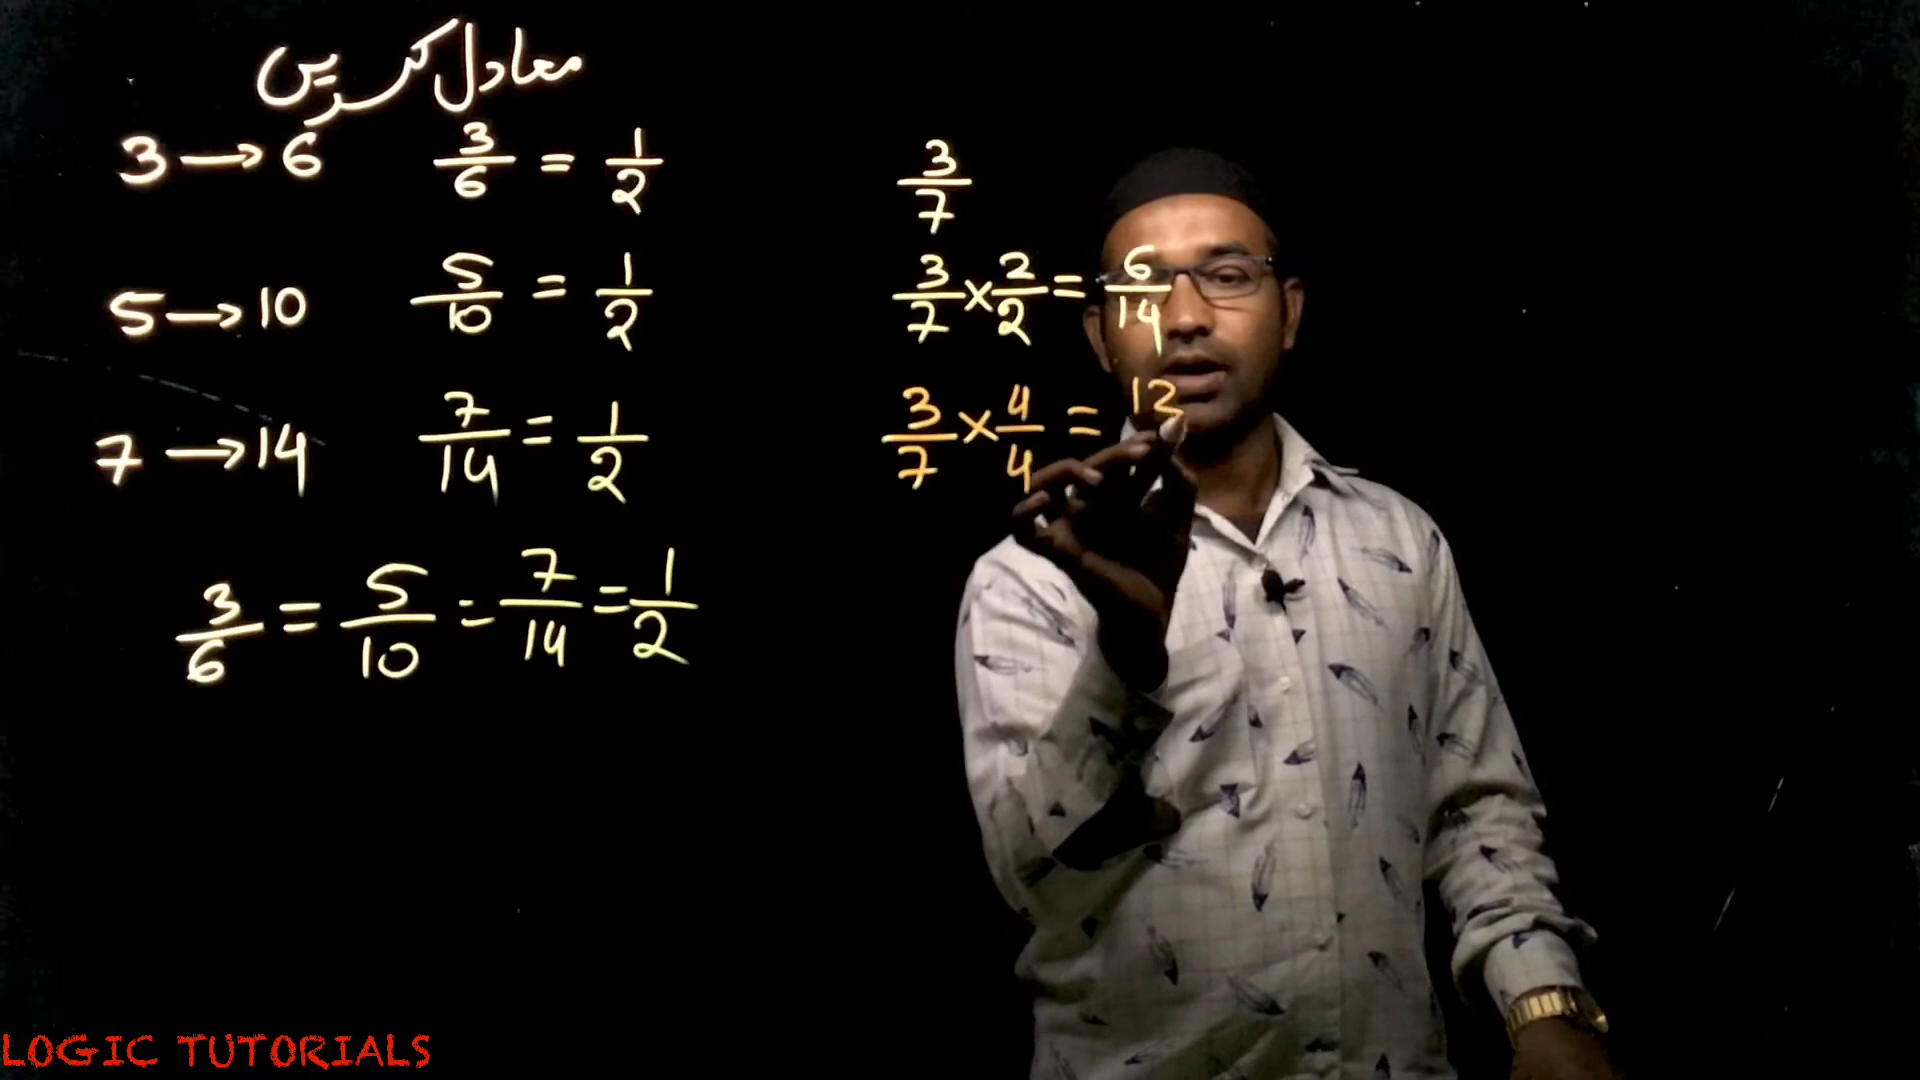 معادل کسریں
3 → 6 3/6 = 1/2
5 → 10 5/10 = 1/2
7 → 14 7/14 = 1/2
3/6 = 5/10 = 7/14 = 1/2
3/7
3/7 × 2/2 = 6/14
3/7 × 4/4 = 12
LOGIC TUTORIALS